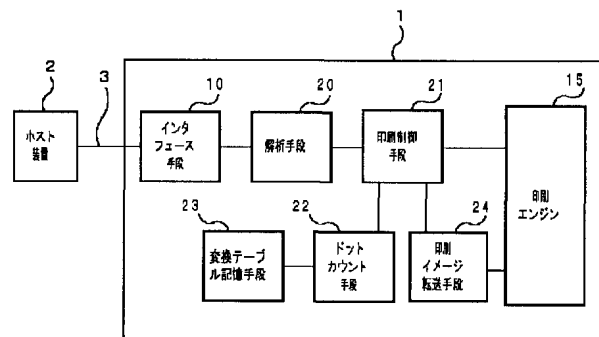 1
2
3
10
20
21
15
ホスト
装置
インタ
フェース
手段
解析手段
印刷制御
手段
印刷
エンジン
23
22
24
変換テーブ
ル記憶手段
ドット
カウント
手段
印刷
イメージ
転送手段